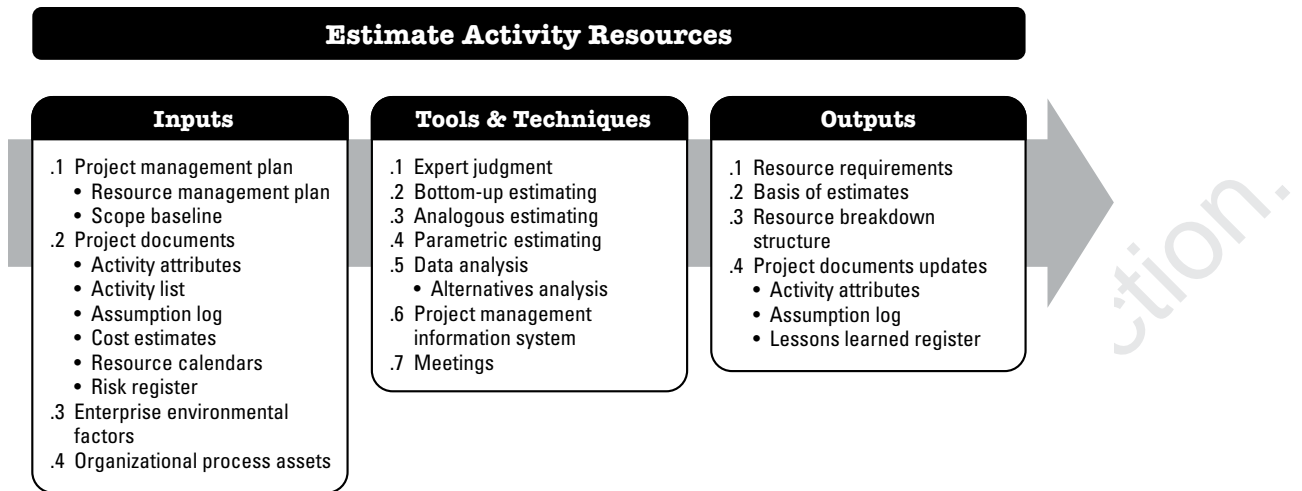 Estimate Activity Resources
Inputs
.1 Project management plan
• Resource management plan
• Scope baseline
.2 Project documents
• Activity attributes
• Activity list
• Assumption log
• Cost estimates
• Resource calendars
• Risk register
.3 Enterprise environmental
factors
.4 Organizational process assets
Tools & Techniques
.1 Expert judgment
.2 Bottom-up estimating
.3 Analogous estimating
.4 Parametric estimating
.5 Data analysis
• Alternatives analysis
.6 Project management
information system
.7 Meetings
Outputs
.1 Resource requirements
.2 Basis of estimates
.3 Resource breakdown
structure
.4 Project documents updates
• Activity attributes
• Assumption log
• Lessons learned register